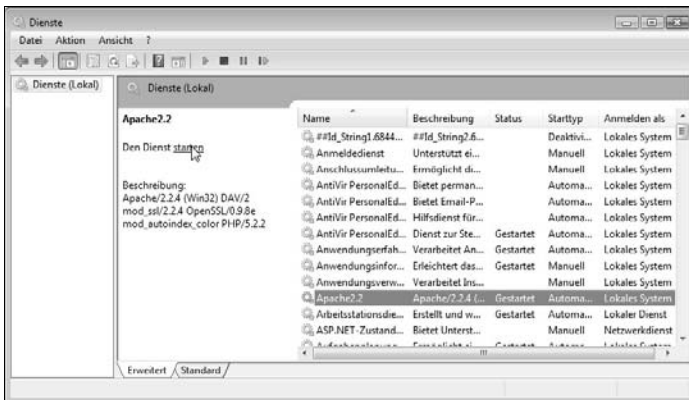 Dienste
Datei Aktion Ansicht ?
Dienste (Lokal)
Dienste (Lokal)
Apache2.2
Den Dienst starten
Beschreibung:
Apache/2.2.4 (Win32) DAV/2
mod_ssl/2.2.4 OpenSSL/0.9.8e
mod_autoindex_color PHP/5.2.2
Name Beschreibung Status Starttyp Anmelden als
##Id_String1.6844... ##Id_String2.6... Deaktivi... Lokales System
Anmeldedienst Unterstützt ei... Manuell Lokales System
Anschlussumleitu... Ermöglicht di... Manuell Lokales System
AntiVir PersonalEd... Bietet perman... Automa... Lokales System
AntiVir PersonalEd... Bietet Email-P... Automa... Lokales System
AntiVir PersonalEd... Hilfsdienst für... Automa... Lokales System
AntiVir PersonalEd... Dienst zur Ste... Gestartet Automa... Lokales System
Anwendungserfah... Verarbeitet An... Gestartet Automa... Lokales System
Anwendungsinfor... Erleichtert das... Gestartet Manuell Lokales System
Anwendungsverw... Verarbeitet Ins... Manuell Lokales System
Apache2.2 Apache/2.2.4 (... Gestartet Automa... Lokales System
Arbeitsstationsdie... Erstellt und w... Gestartet Automa... Lokaler Dienst
ASP.NET-Zustand... Bietet Unterst... Manuell Netzwerkdienst
Erweitert Standard